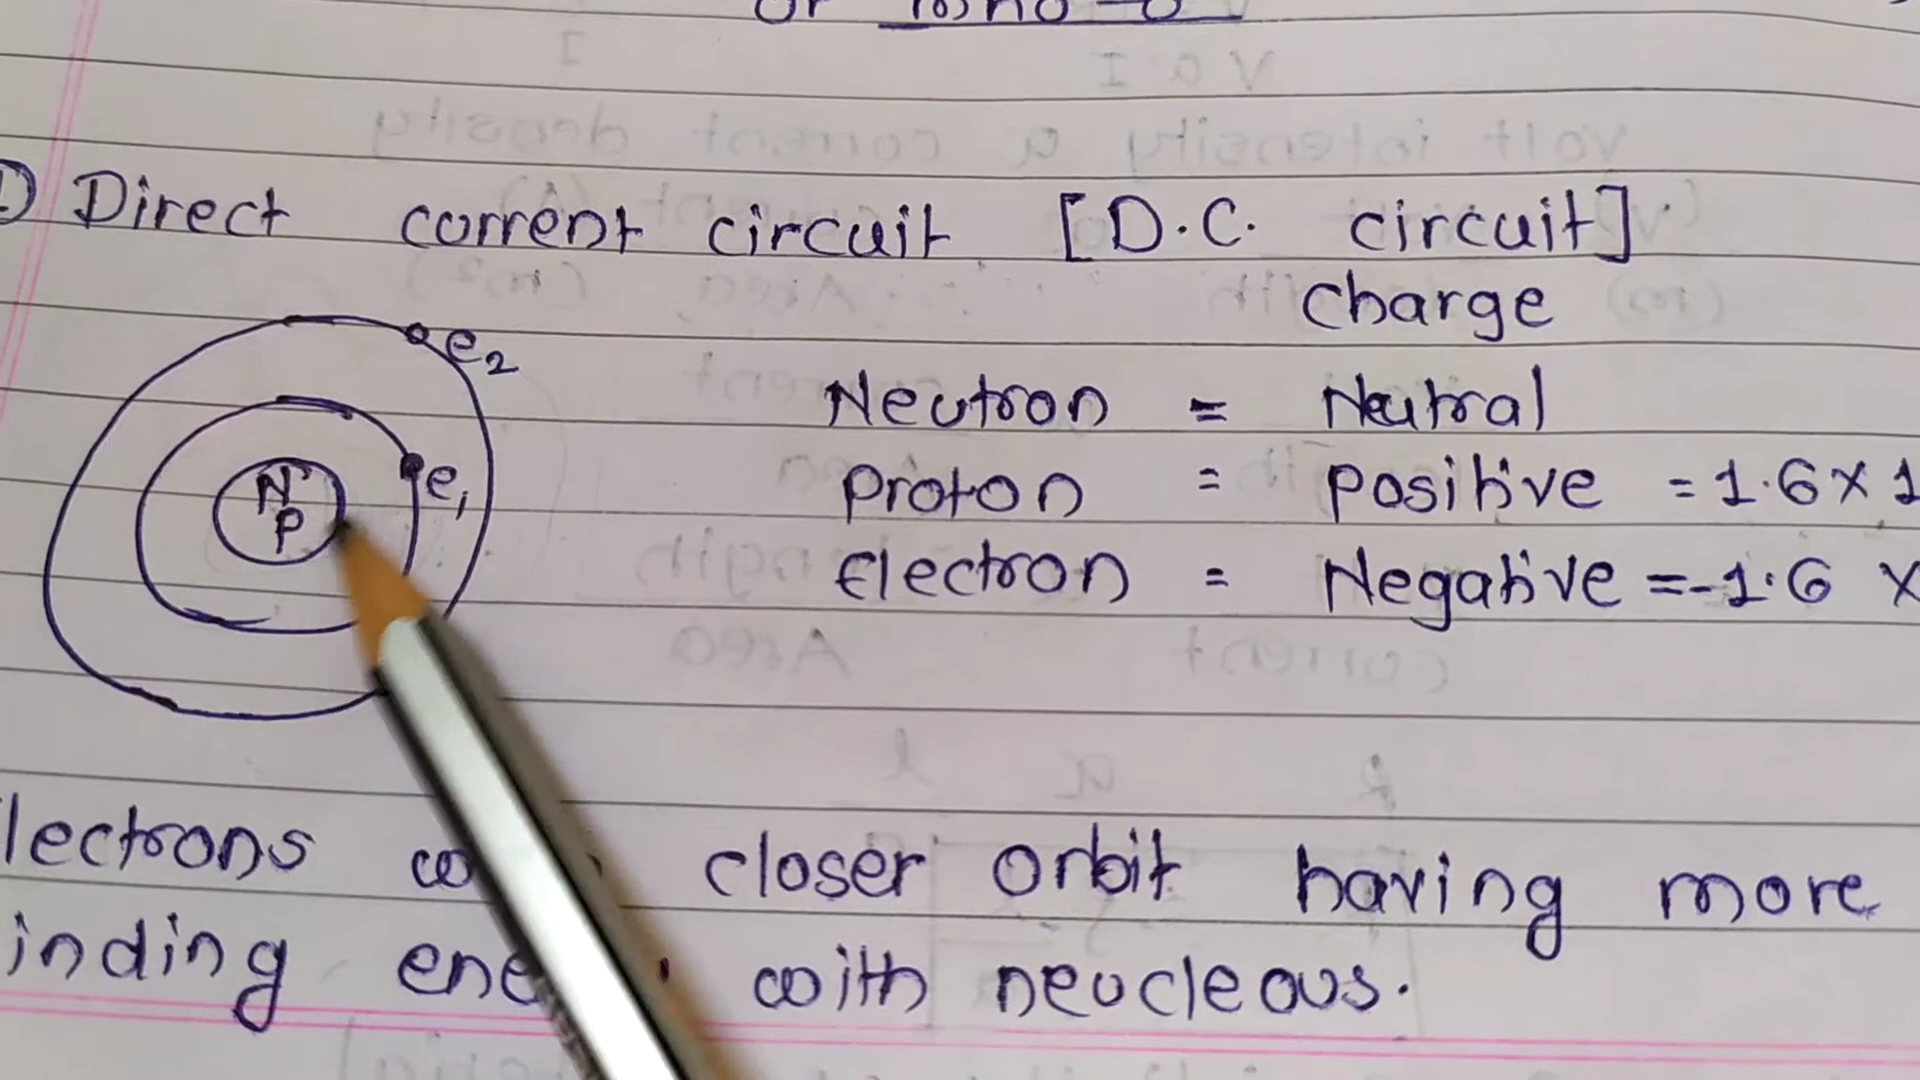 Direct current circuit [D.C. circuit]
charge
e2
Neutron = Neutral
e1
N
P
Proton = positive = 1.6 x 1
Electron = Negative = -1.6 x
lectrons closer orbit having more
inding ene with neucleous.